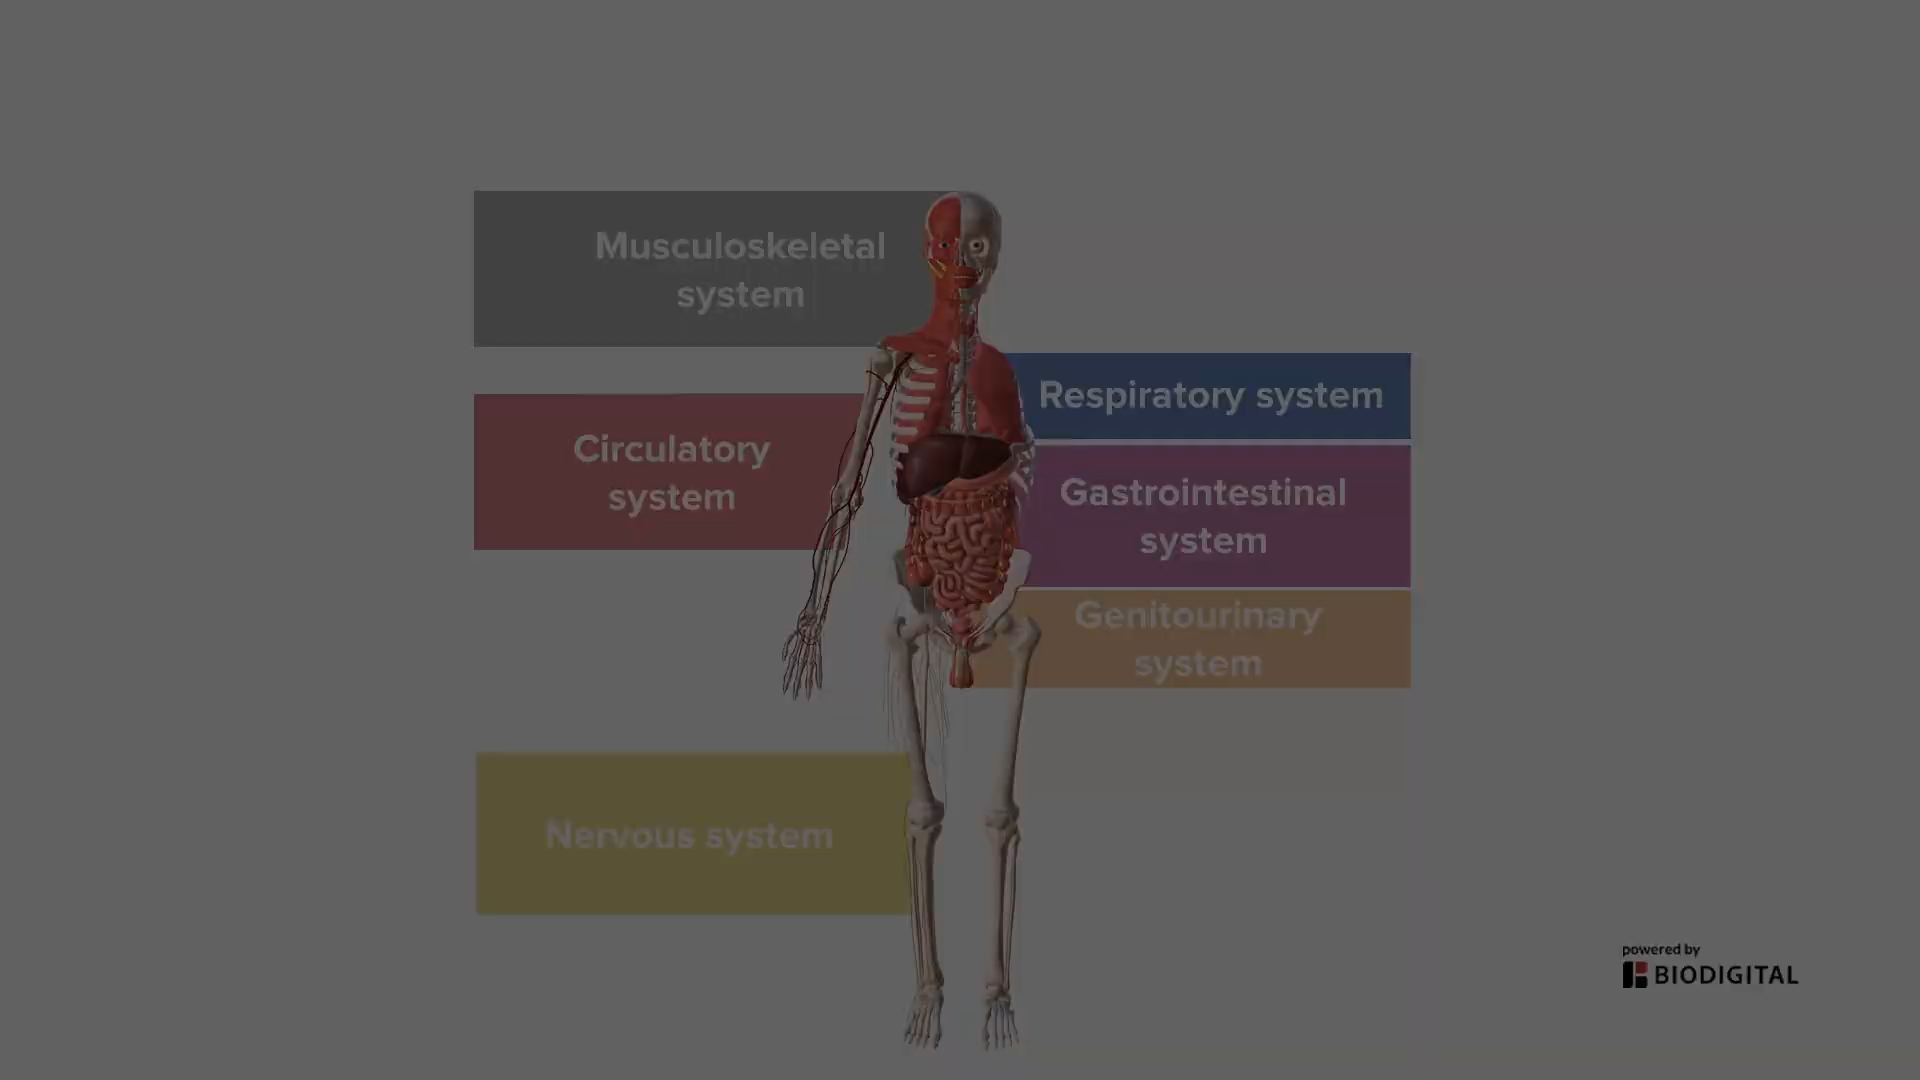 Musculoskeletal
system
Circulatory
system
Respiratory system
Gastrointestinal
system
Genitourinary
system
Nervous system
powered by
BIODIGITAL